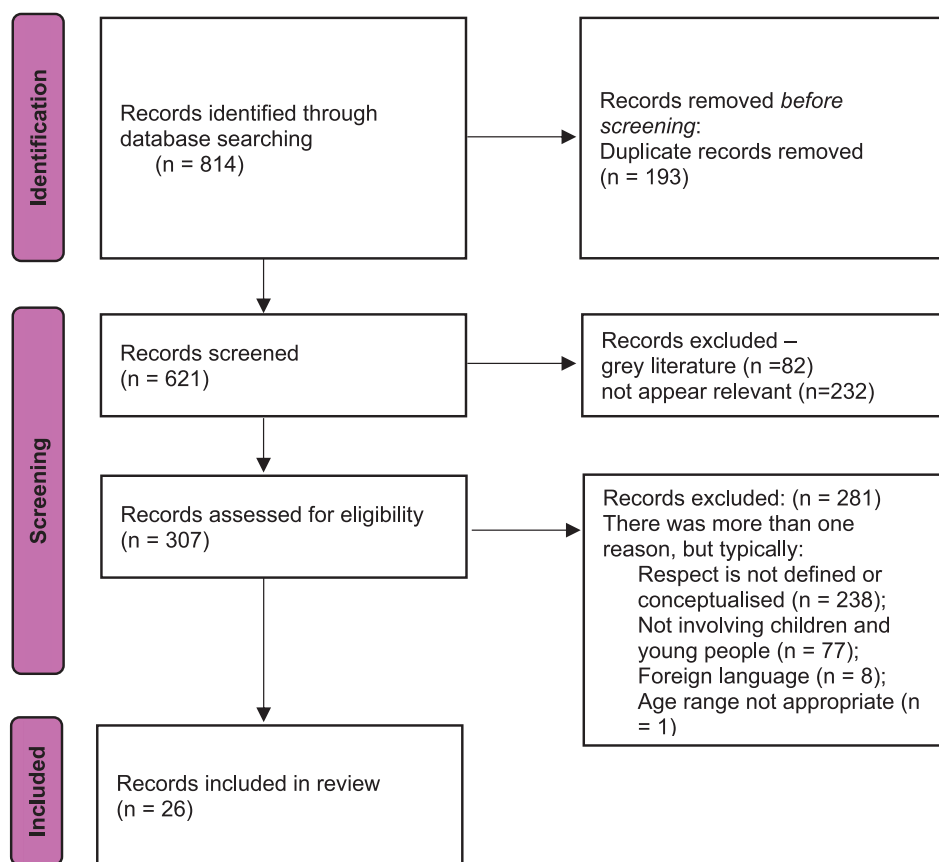 Identification
Records identified through
database searching
(n = 814)
Records removed before
screening:
Duplicate records removed
(n = 193)
Screening
Records screened
(n = 621)
Records excluded –
grey literature (n =82)
not appear relevant (n=232)
Records assessed for eligibility
(n = 307)
Records excluded: (n = 281)
There was more than one
reason, but typically:
Respect is not defined or
conceptualised (n = 238);
Not involving children and
young people (n = 77);
Foreign language (n = 8);
Age range not appropriate (n
= 1)
Included
Records included in review
(n = 26)